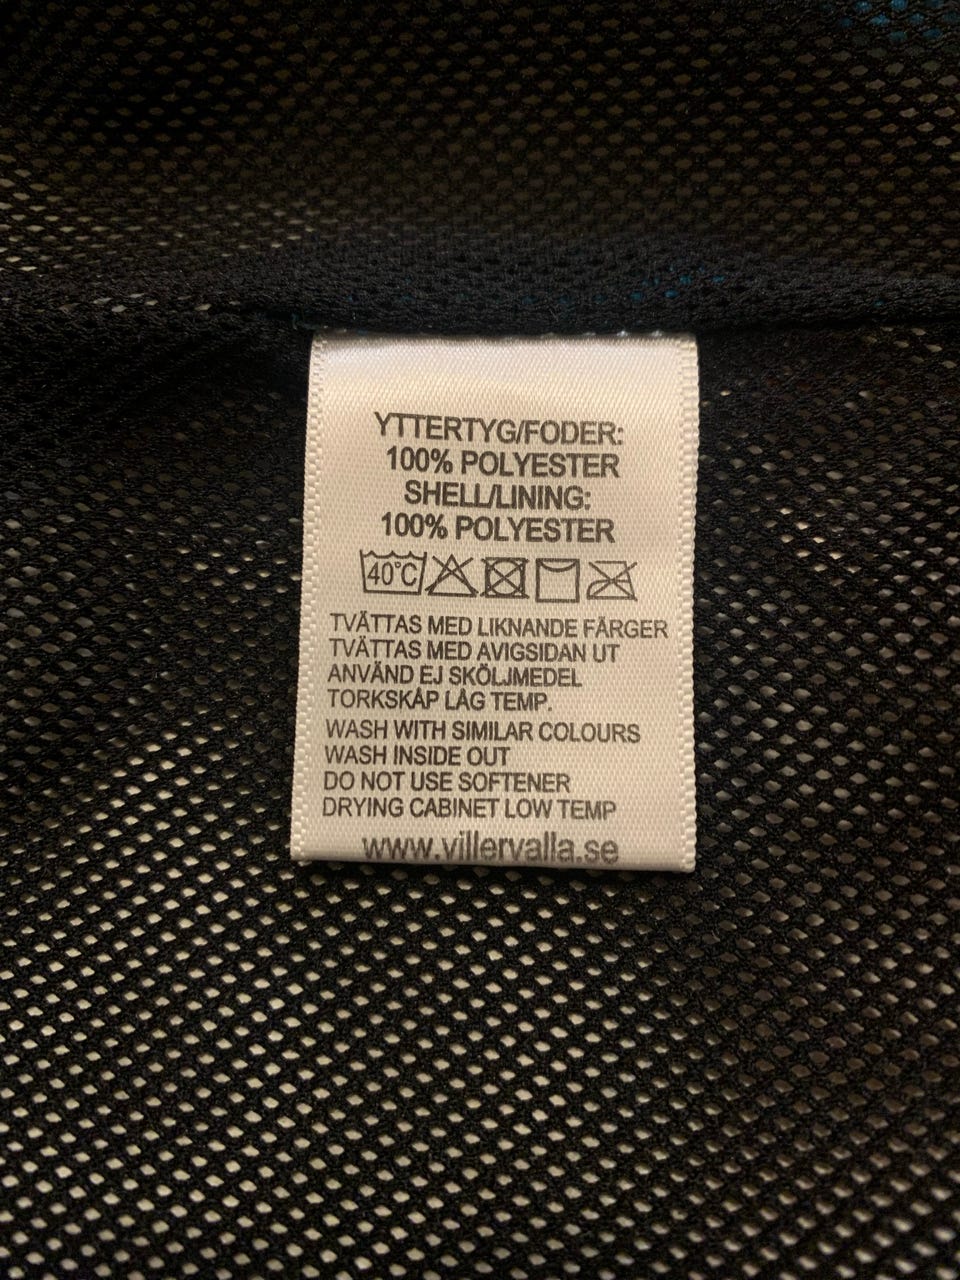 YTTERTYG/FODER:
100% POLYESTER
SHELL/LINING:
100% POLYESTER
40°C
TVÄTTAS MED LIKNANDE FÄRGER
TVÄTTAS MED AVIGSIDAN UT
ANVÄND EJ SKÖLJMEDEL
TORKSKÅP LÅG TEMP.
WASH WITH SIMILAR COLOURS
WASH INSIDE OUT
DO NOT USE SOFTENER
DRYING CABINET LOW TEMP
www.villervalla.se